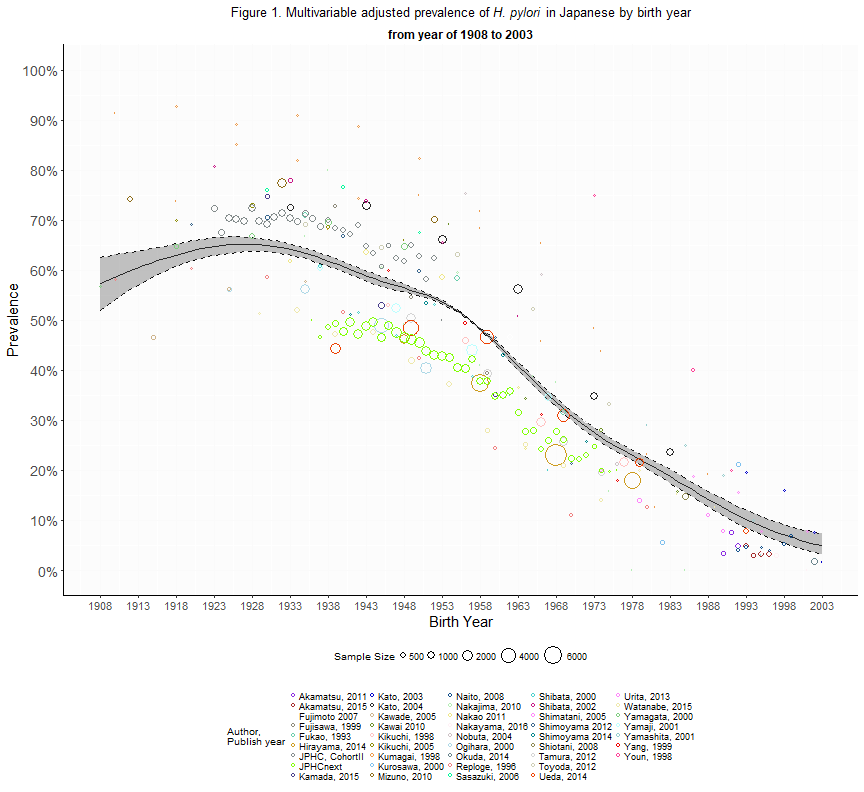 Figure 1. Multivariable adjusted prevalence of H. pylori in Japanese by birth year
from year of 1908 to 2003
Prevalence
100%
90%
80%
70%
60%
50%
40%
30%
20%
10%
0%
1908 1913 1918 1923 1928 1933 1938 1943 1948 1953 1958 1963 1968 1973 1978 1983 1988 1993 1998 2003
Birth Year
Sample Size 500 1000 2000 4000 6000
Author,
Publish year
Akamatsu, 2011
Akamatsu, 2015
Fujimoto 2007
Fujisawa, 1999
Fukao, 1993
Hirayama, 2014
JPHC, CohortII
JPHCnext
Kamada, 2015
Kato, 2003
Kato, 2004
Kawade, 2005
Kawai 2010
Kikuchi, 1998
Kikuchi, 2005
Kumagai, 1998
Kurosawa, 2000
Mizuno, 2010
Naito, 2008
Nakajima, 2010
Nakao 2011
Nakayama, 2016
Nobuta, 2004
Ogihara, 2000
Okuda, 2014
Reploge, 1996
Sasazuki, 2006
Shibata, 2000
Shibata, 2002
Shimatani, 2005
Shimoyama 2012
Shimoyama 2014
Shiotani, 2008
Tamura, 2012
Toyoda, 2012
Ueda, 2014
Urita, 2013
Watanabe, 2015
Yamagata, 2000
Yamaji, 2001
Yamashita, 2001
Yang, 1999
Youn, 1998